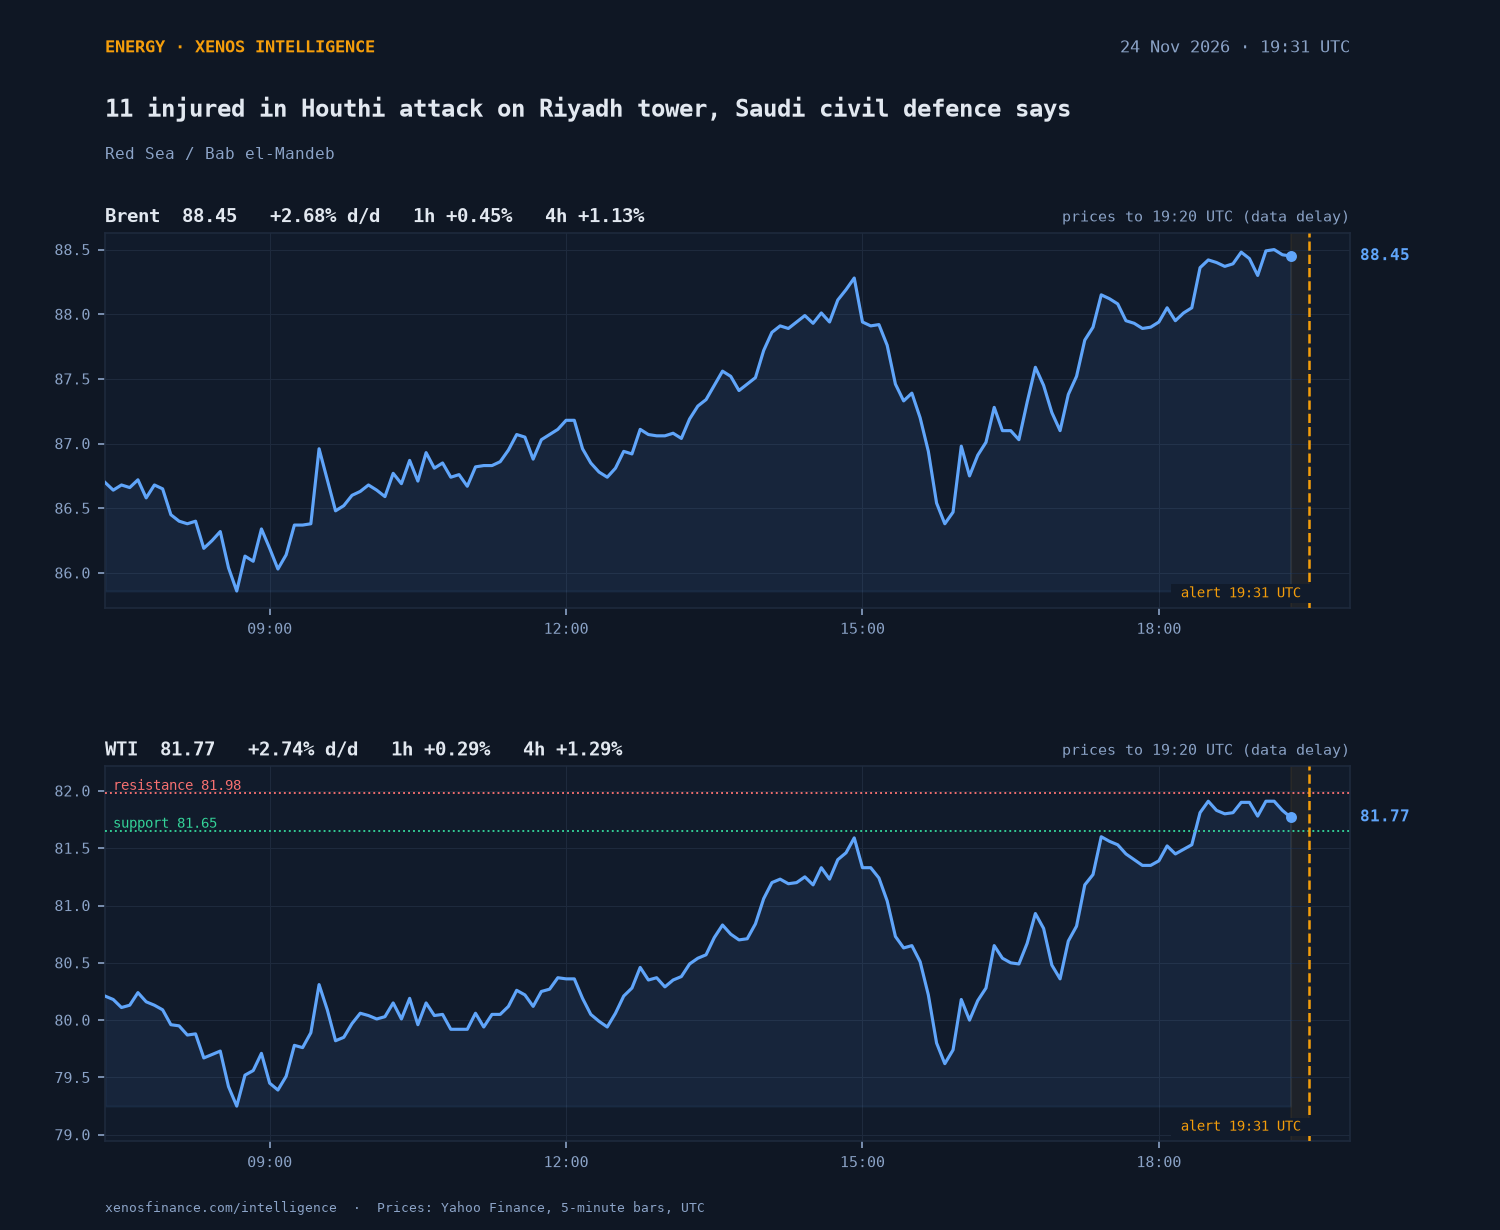 ENERGY · XENOS INTELLIGENCE
24 Nov 2026 · 19:31 UTC
11 injured in Houthi attack on Riyadh tower, Saudi civil defence says
Red Sea / Bab el-Mandeb
Brent 88.45 +2.68% d/d 1h +0.45% 4h +1.13%
prices to 19:20 UTC (data delay)
88.5
88.45
88.0
87.5
87.0
86.5
86.0
alert 19:31 UTC
09:00 12:00 15:00 18:00
WTI 81.77 +2.74% d/d 1h +0.29% 4h +1.29%
prices to 19:20 UTC (data delay)
resistance 81.98
82.0
support 81.65
81.77
81.5
81.0
80.5
80.0
79.5
79.0
alert 19:31 UTC
09:00 12:00 15:00 18:00
xenosfinance.com/intelligence · Prices: Yahoo Finance, 5-minute bars, UTC